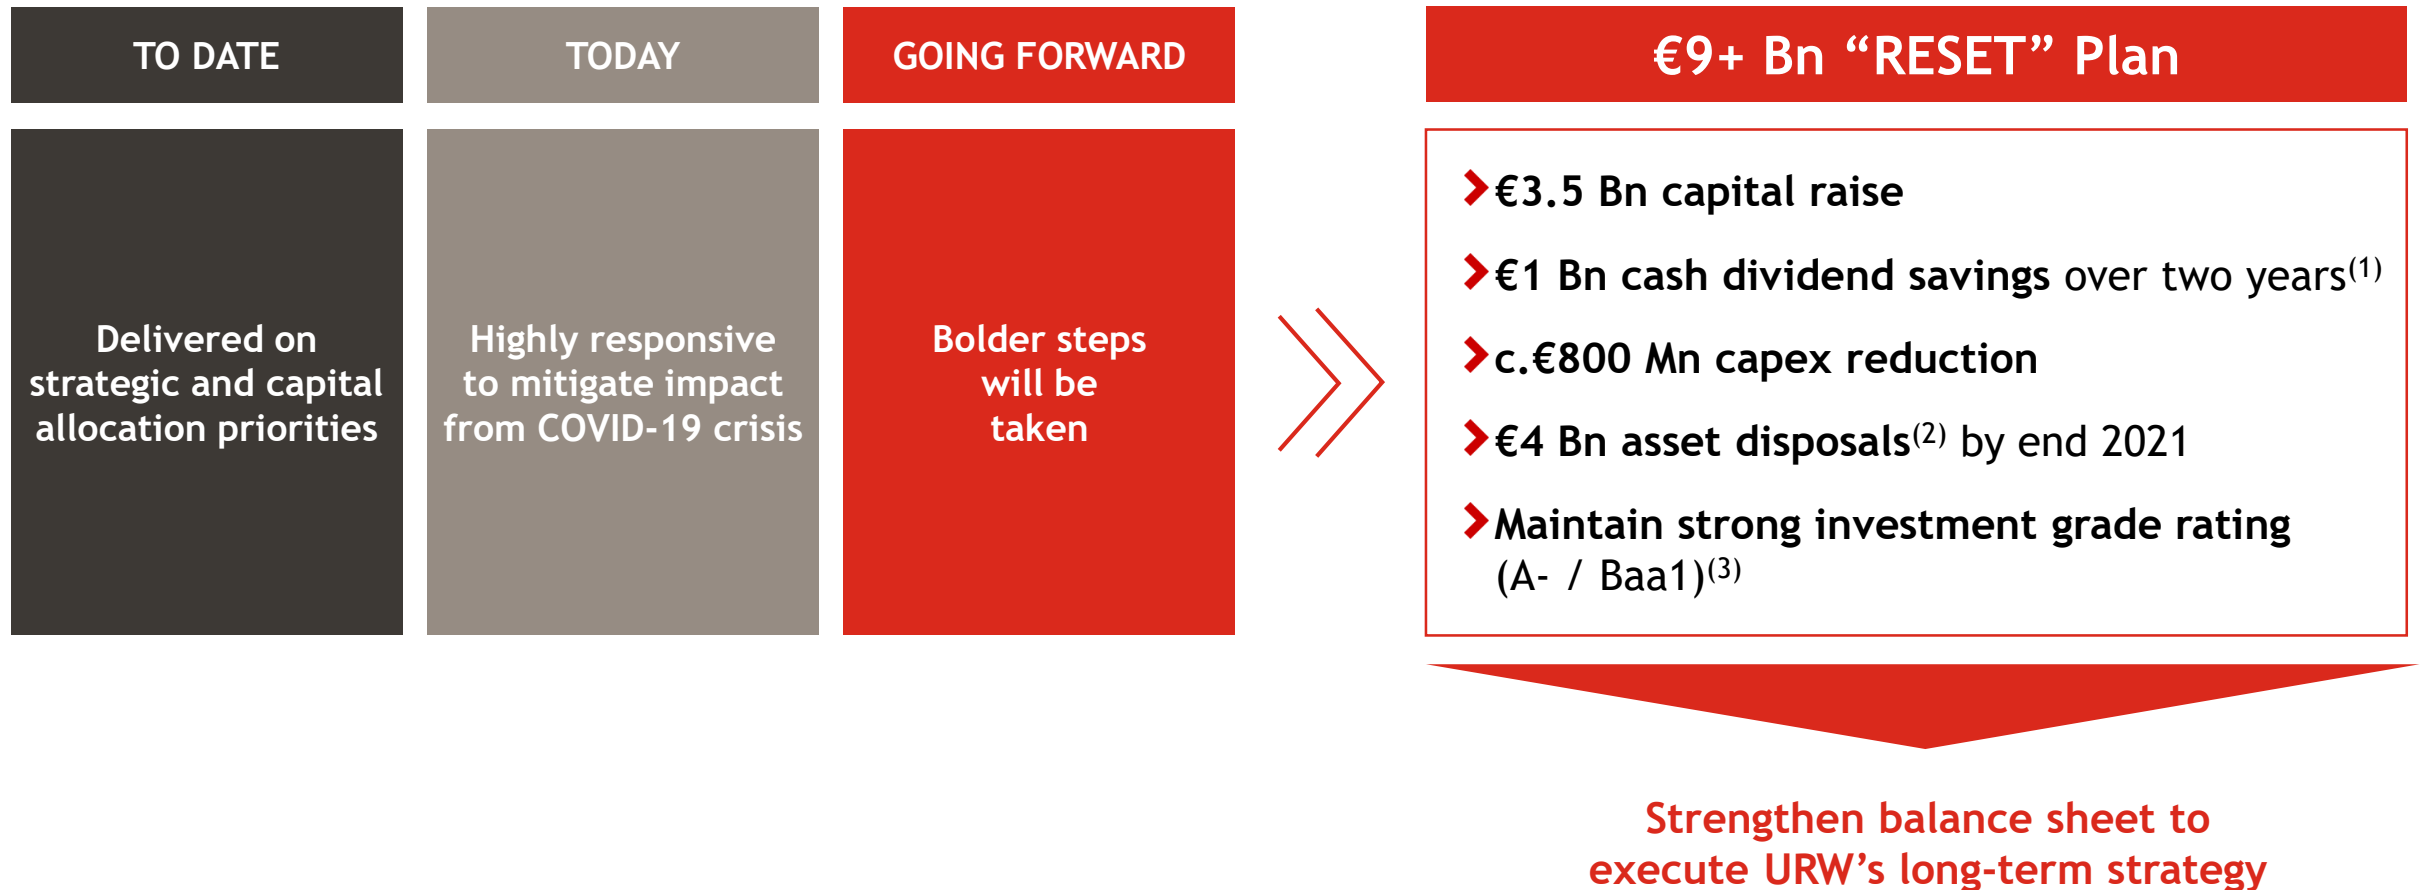 TO DATE
TODAY
GOING FORWARD
Delivered on
strategic and capital
allocation priorities
Highly responsive
to mitigate impact
from COVID-19 crisis
Bolder steps
will be
taken
€9+ Bn “RESET” Plan
€3.5 Bn capital raise
€1 Bn cash dividend savings over two years(1)
c.€800 Mn capex reduction
€4 Bn asset disposals(2) by end 2021
Maintain strong investment grade rating
(A- / Baa1)(3)
Strengthen balance sheet to
execute URW’s long-term strategy